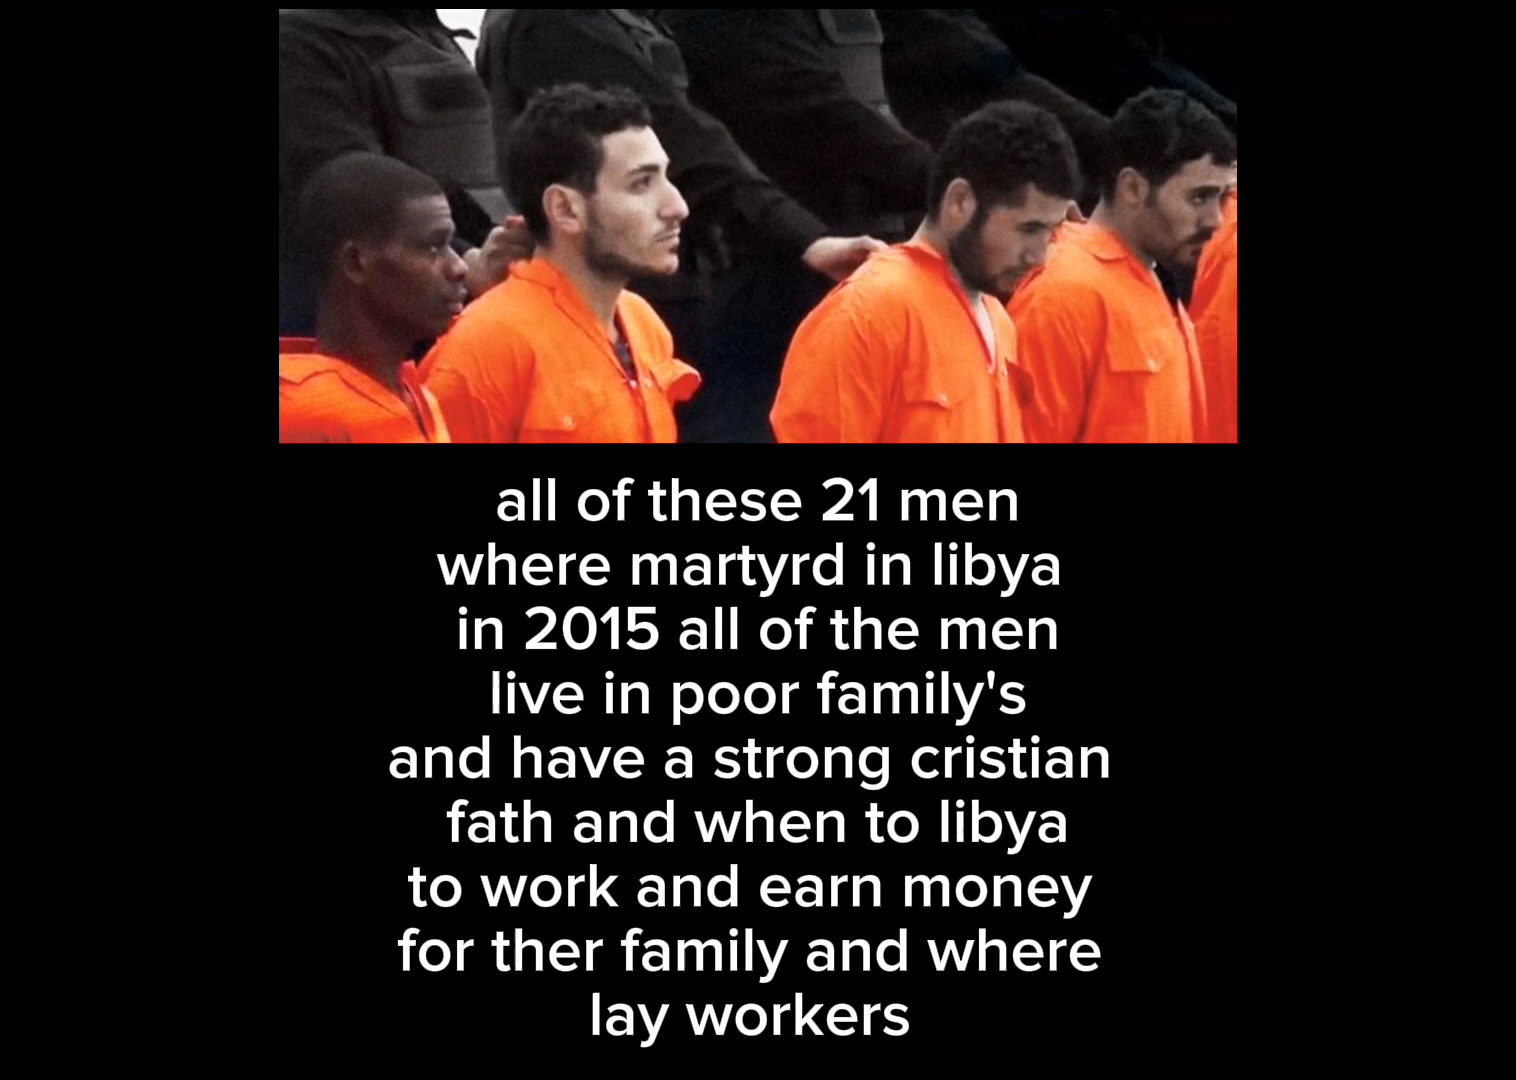 all of these 21 men
where martyrd in libya
in 2015 all of the men
live in poor family's
and have a strong cristian
fath and when to libya
to work and earn money
for ther family and where
lay workers